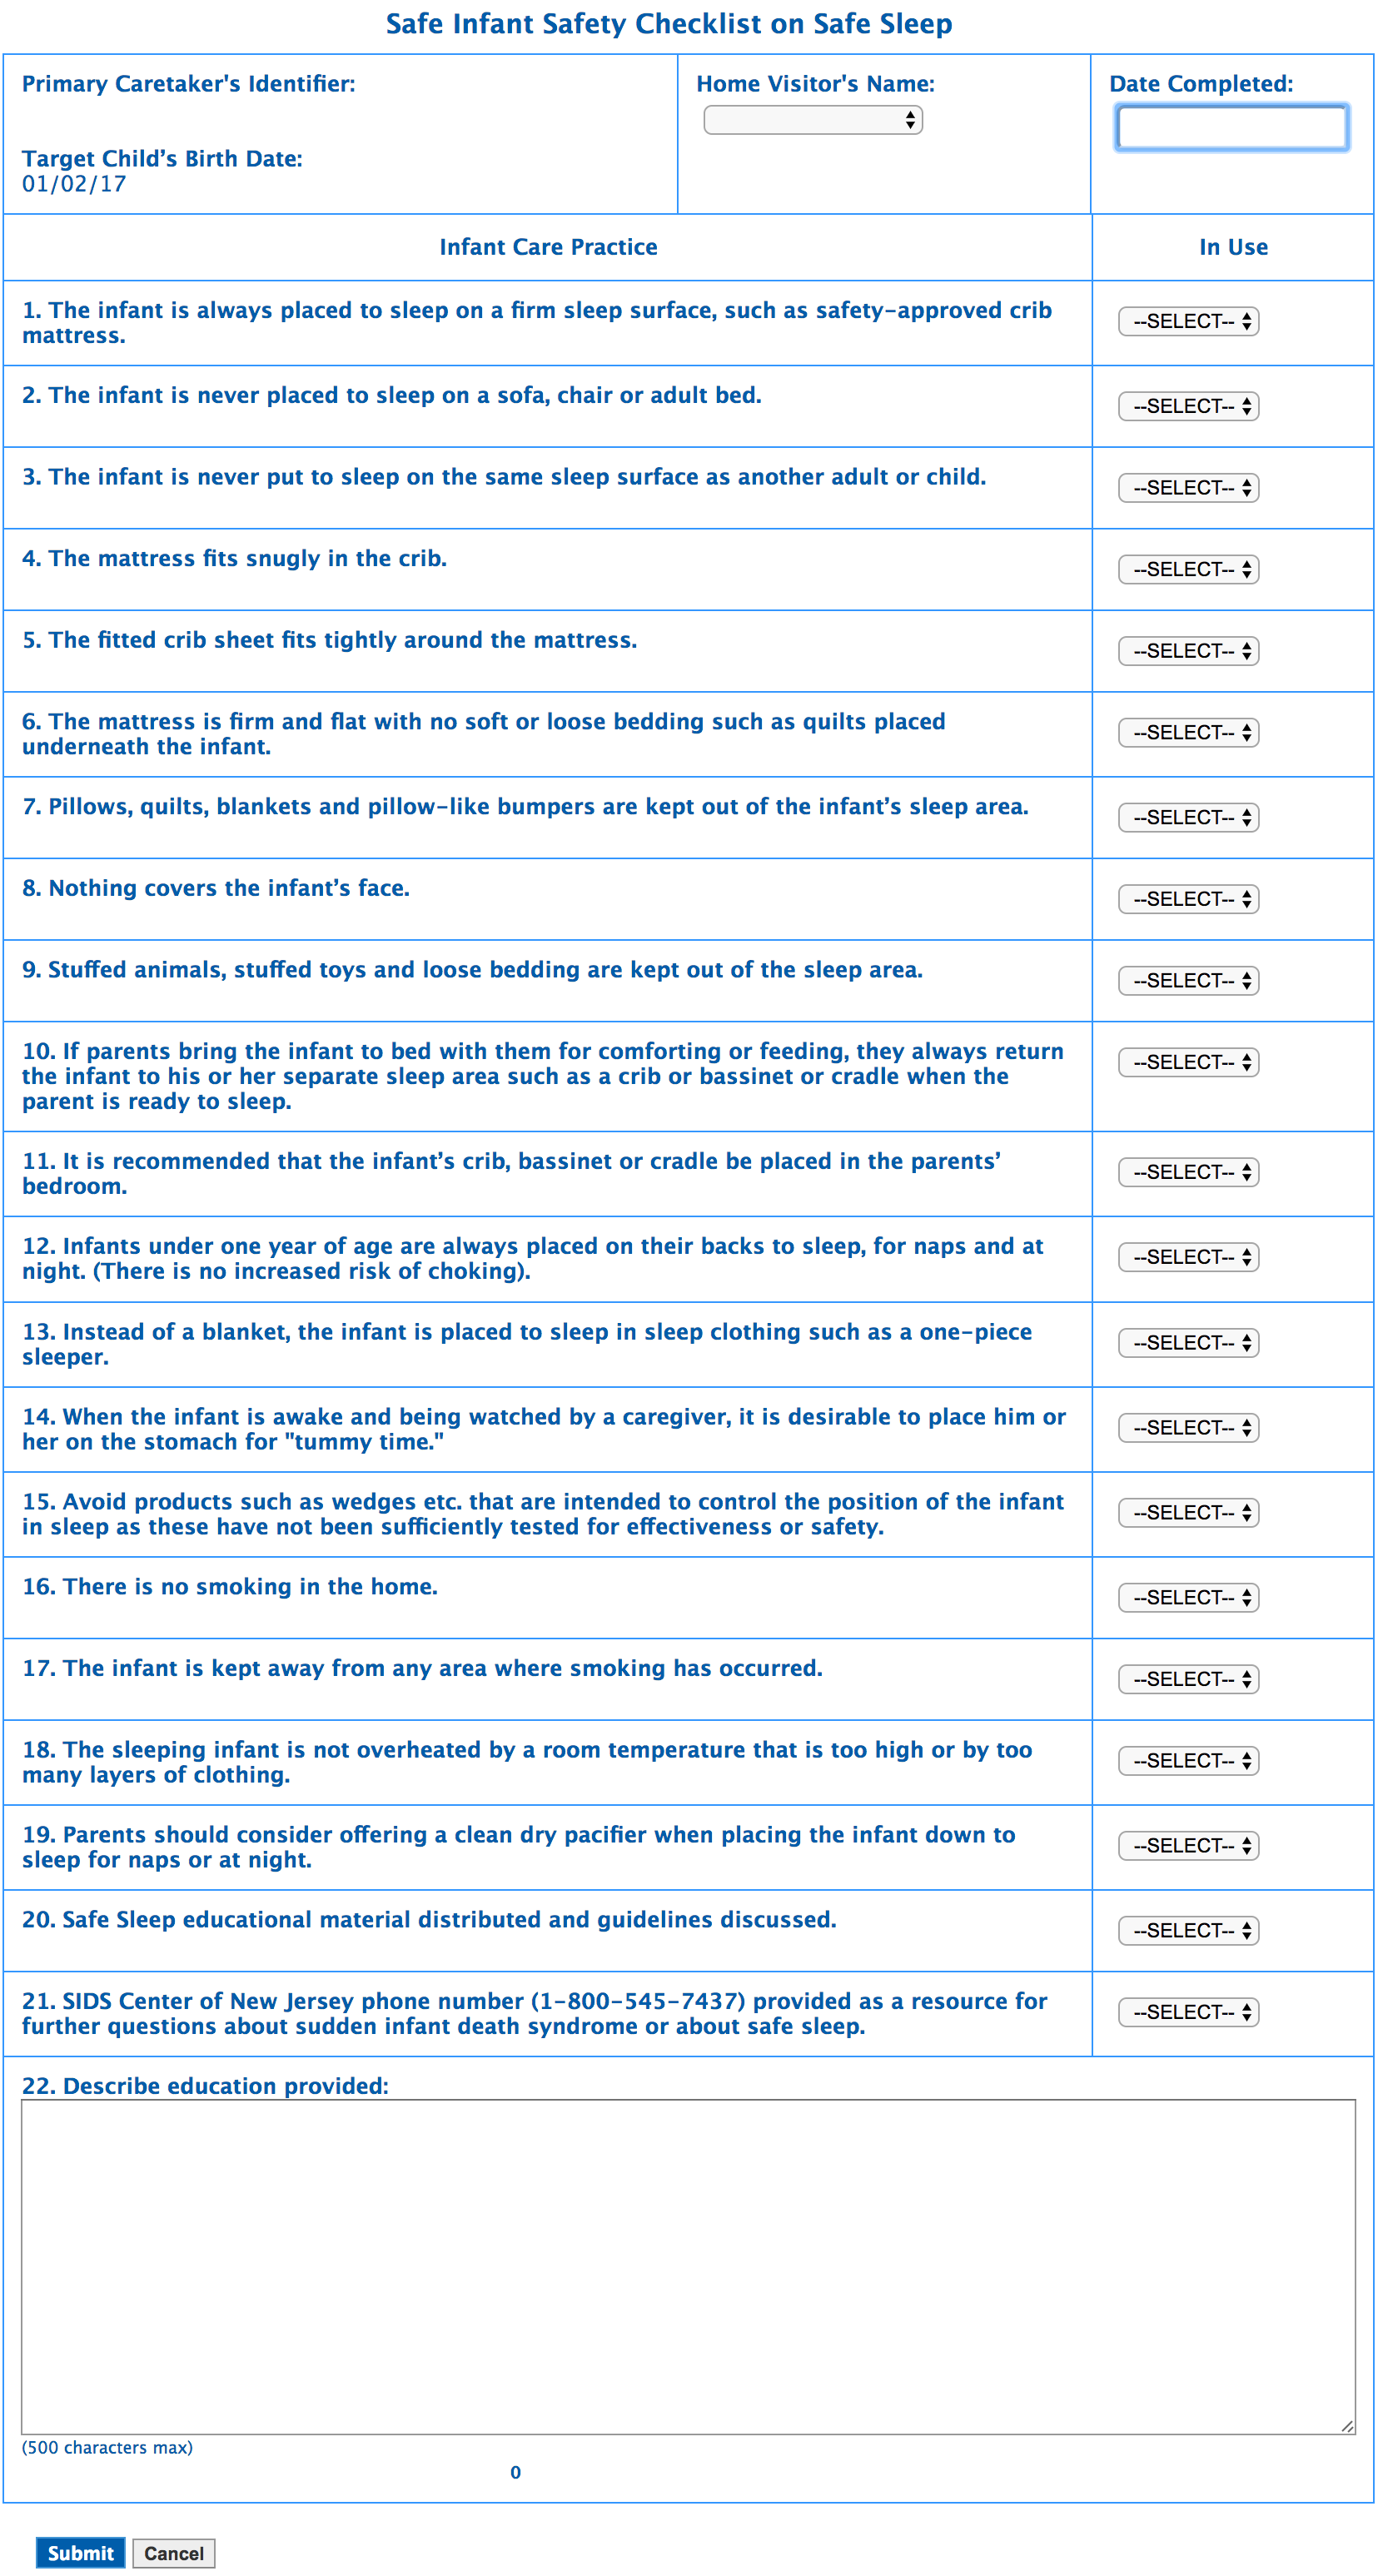 Safe Infant Safety Checklist on Safe Sleep
Primary Caretaker's Identifier:
Target Child’s Birth Date:
01/02/17
Home Visitor's Name:
Date Completed:
Infant Care Practice
In Use
1. The infant is always placed to sleep on a firm sleep surface, such as safety-approved crib
mattress.
--SELECT--
2. The infant is never placed to sleep on a sofa, chair or adult bed.
--SELECT--
3. The infant is never put to sleep on the same sleep surface as another adult or child.
--SELECT--
4. The mattress fits snugly in the crib.
--SELECT--
5. The fitted crib sheet fits tightly around the mattress.
--SELECT--
6. The mattress is firm and flat with no soft or loose bedding such as quilts placed
underneath the infant.
--SELECT--
7. Pillows, quilts, blankets and pillow-like bumpers are kept out of the infant’s sleep area.
--SELECT--
8. Nothing covers the infant’s face.
--SELECT--
9. Stuffed animals, stuffed toys and loose bedding are kept out of the sleep area.
--SELECT--
10. If parents bring the infant to bed with them for comforting or feeding, they always return
the infant to his or her separate sleep area such as a crib or bassinet or cradle when the
parent is ready to sleep.
--SELECT--
11. It is recommended that the infant’s crib, bassinet or cradle be placed in the parents’
bedroom.
--SELECT--
12. Infants under one year of age are always placed on their backs to sleep, for naps and at
night. (There is no increased risk of choking).
--SELECT--
13. Instead of a blanket, the infant is placed to sleep in sleep clothing such as a one-piece
sleeper.
--SELECT--
14. When the infant is awake and being watched by a caregiver, it is desirable to place him or
her on the stomach for "tummy time."
--SELECT--
15. Avoid products such as wedges etc. that are intended to control the position of the infant
in sleep as these have not been sufficiently tested for effectiveness or safety.
--SELECT--
16. There is no smoking in the home.
--SELECT--
17. The infant is kept away from any area where smoking has occurred.
--SELECT--
18. The sleeping infant is not overheated by a room temperature that is too high or by too
many layers of clothing.
--SELECT--
19. Parents should consider offering a clean dry pacifier when placing the infant down to
sleep for naps or at night.
--SELECT--
20. Safe Sleep educational material distributed and guidelines discussed.
--SELECT--
21. SIDS Center of New Jersey phone number (1-800-545-7437) provided as a resource for
further questions about sudden infant death syndrome or about safe sleep.
--SELECT--
22. Describe education provided:
(500 characters max)
0
Submit
Cancel